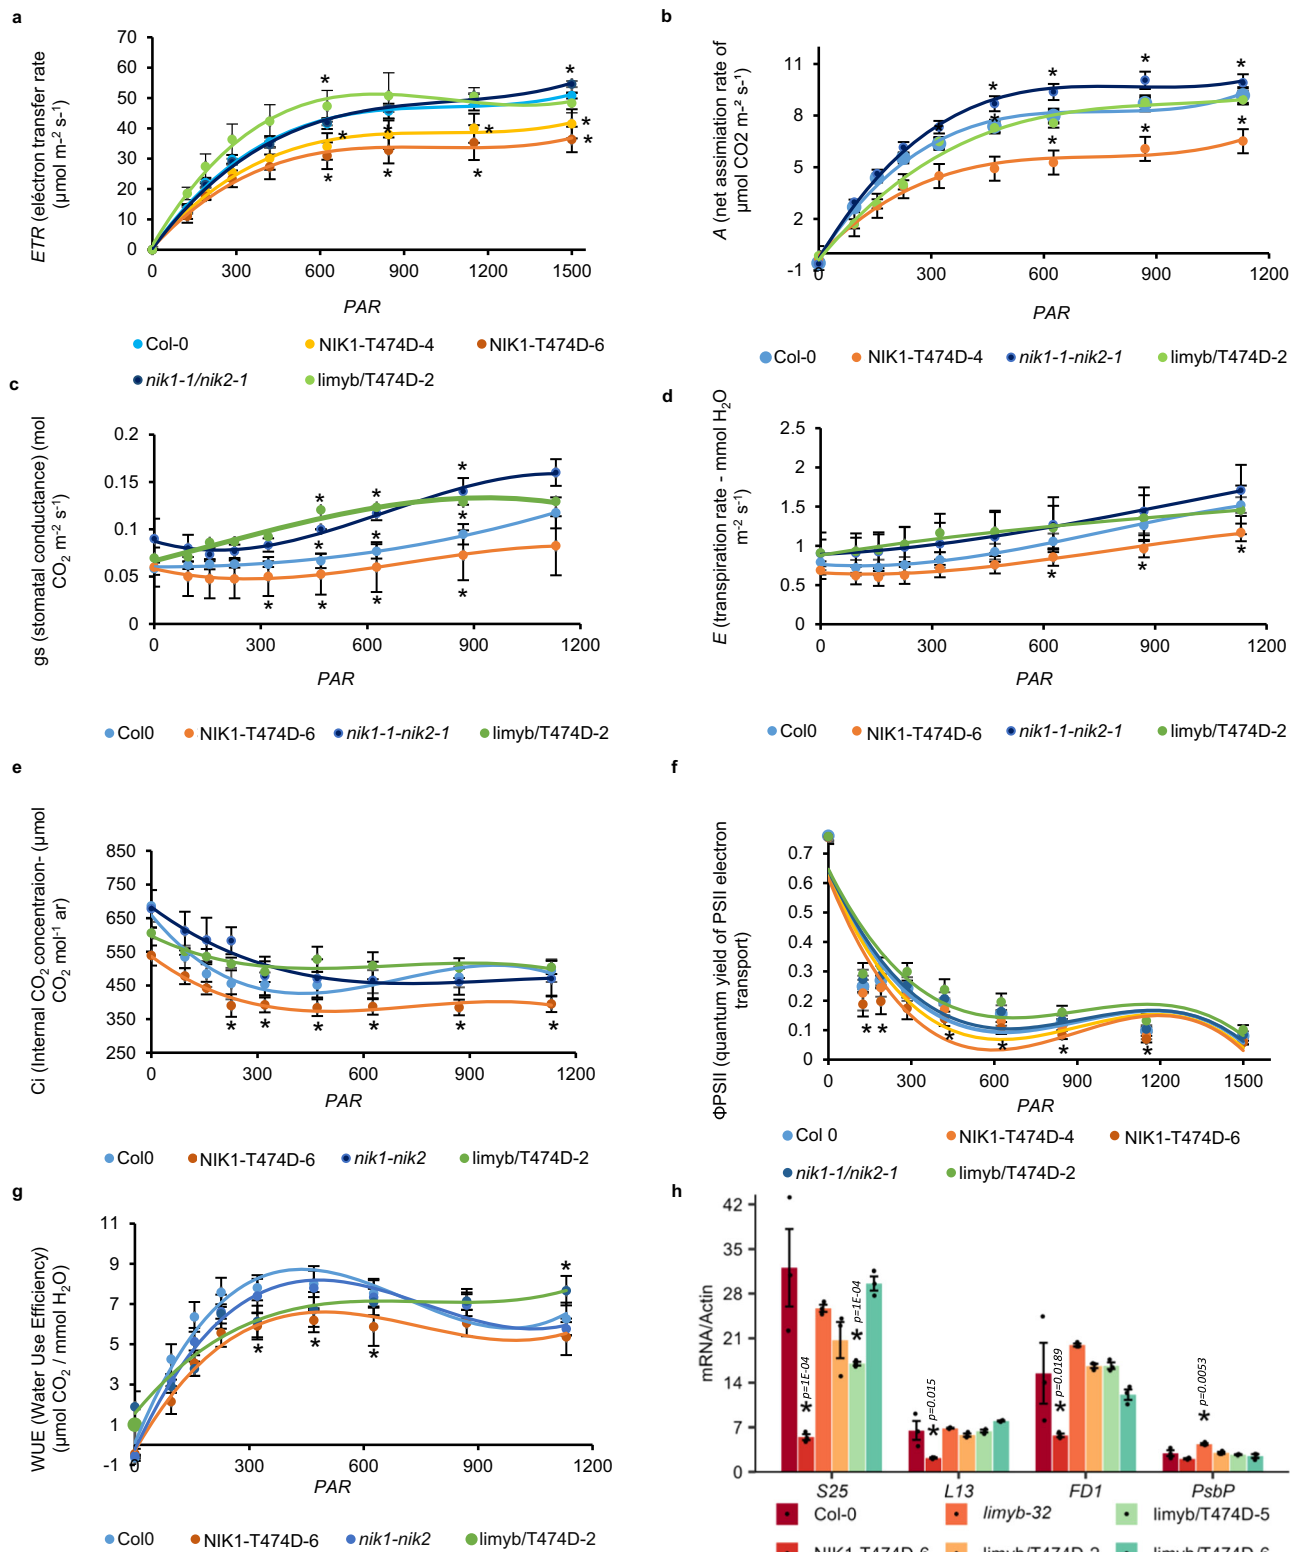 a
ETR (eléctron transfer rate
(µmol m-² s-¹)
70
60
50
40
30
20
10
0
0 300 600 900 1200 1500
PAR
Col-0 NIK1-T474D-4 NIK1-T474D-6
nik1-1/nik2-1 limyb/T474D-2
b
A (net assimiation rate of
µmol CO2 m-² s-¹)
11
8
5
2
-1
0 300 600 900 1200
PAR
Col-0 NIK1-T474D-4 nik1-1-nik2-1 limyb/T474D-2
c
gs (stomatal conductance) (mol
CO₂ m⁻² s⁻¹)
0.2
0.15
0.1
0.05
0
0 300 600 900 1200
PAR
Col0 NIK1-T474D-6 nik1-1-nik2-1 limyb/T474D-2
d
E (transpiration rate - mmol H₂O
m⁻² s⁻¹)
2.5
2
1.5
1
0.5
0
0 300 600 900 1200
PAR
Col0 NIK1-T474D-6 nik1-1-nik2-1 limyb/T474D-2
e
Ci (Internal CO₂ concentraion- (µmol
CO₂ mol⁻¹ ar)
850
750
650
550
450
350
250
0 300 600 900 1200
PAR
Col0 NIK1-T474D-6 nik1-nik2 limyb/T474D-2
f
ΦPSII (quantum yield of PSII electron
transport)
0.7
0.6
0.5
0.4
0.3
0.2
0.1
0
0 300 600 900 1200 1500
PAR
Col 0 NIK1-T474D-4 NIK1-T474D-6
nik1-1/nik2-1 limyb/T474D-2
g
WUE (Water Use Efficiency)
(µmol CO₂ / mmol H₂O)
11
9
7
5
3
1
-1
0 300 600 900 1200
PAR
Col0 NIK1-T474D-6 nik1-nik2 limyb/T474D-2
h
mRNA/Actin
42
35
28
21
14
7
0
p=1E-04
p=1E-04
p=0.015
p=0.0189
p=0.0053
S25 L13 FD1 PsbP
Col-0 limyb-32 limyb/T474D-5
NIK1-T474D-6 limyb/T474D-2 limyb/T474D-6